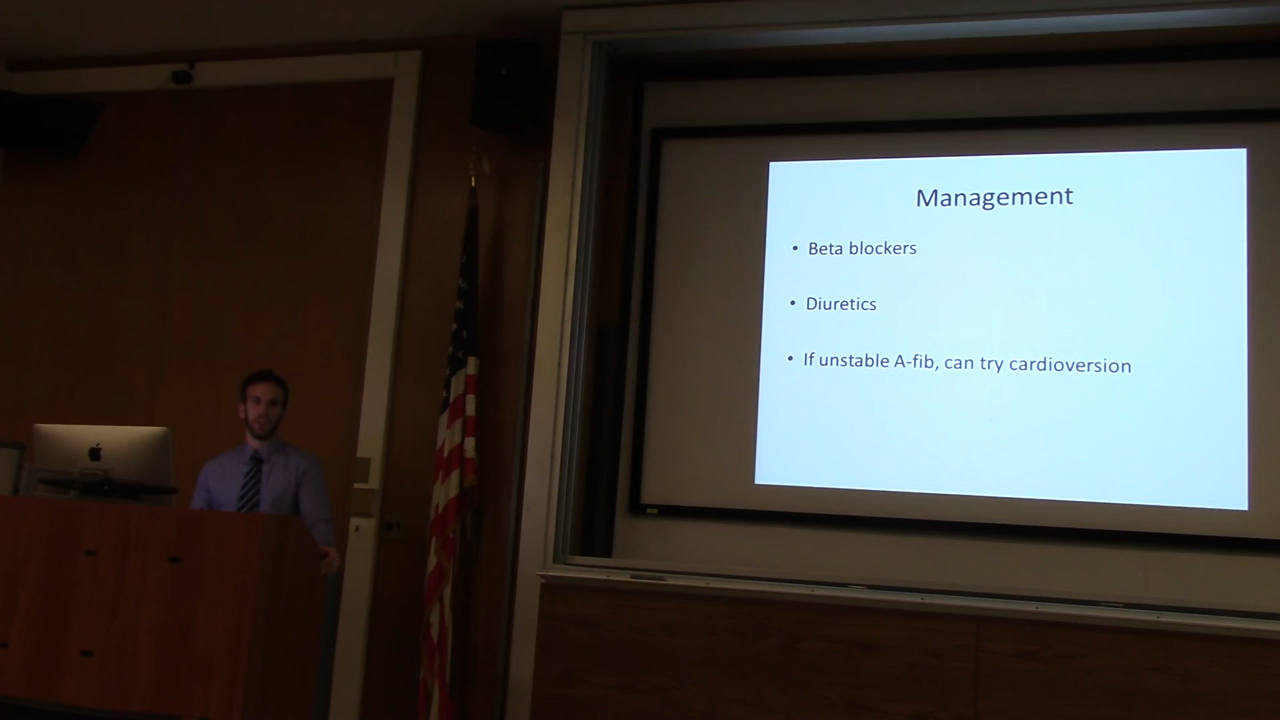 Management
• Beta blockers
• Diuretics
• If unstable A-fib, can try cardioversion